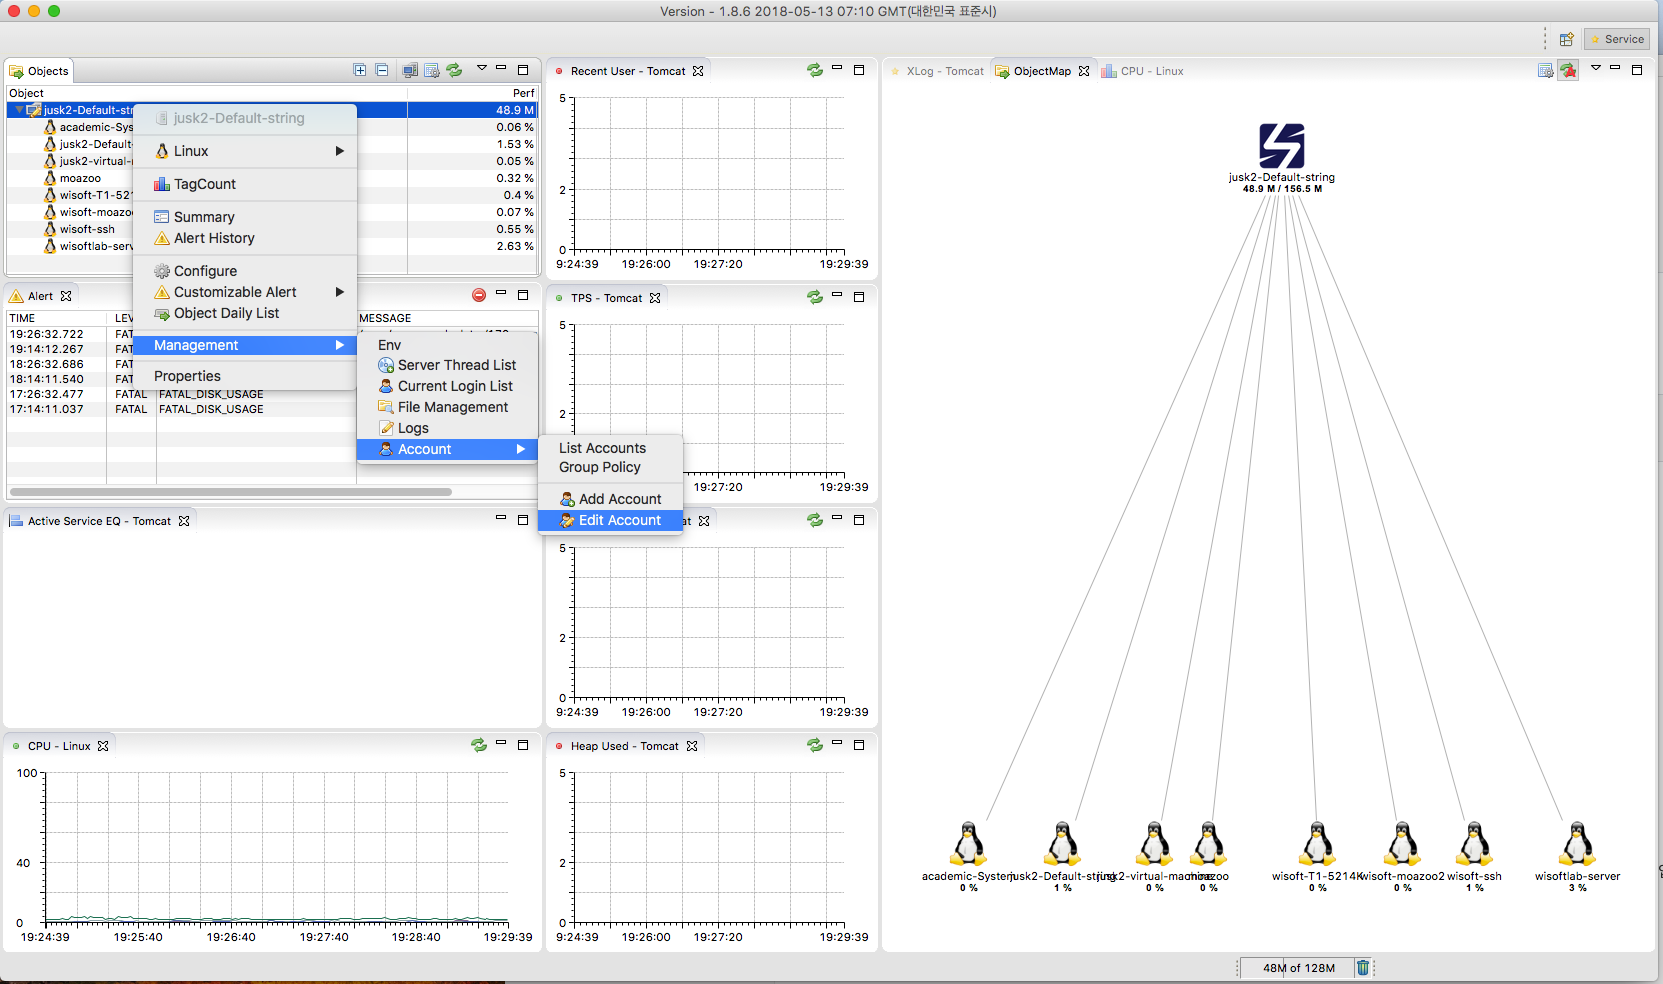 Version - 1.8.6 2018-05-13 07:10 GMT(대한민국 표준시)
Service
Objects
Object Perf
jusk2-Default-string 48.9 M
academic-Sys 0.06 %
jusk2-Default- 1.53 %
jusk2-virtual- 0.05 %
moazoo 0.32 %
wisoft-T1-521 0.4 %
wisoft-moazoo 0.07 %
wisoft-ssh 0.55 %
wisoftlab-serv 2.63 %
jusk2-Default-string
Linux
TagCount
Summary
Alert History
Configure
Customizable Alert
Object Daily List
Management
Properties
Env
Server Thread List
Current Login List
File Management
Logs
Account
List Accounts
Group Policy
Add Account
Edit Account
Alert
TIME LEV MESSAGE
19:26:32.722 FAT
19:14:12.267 FAT
18:26:32.686 FAT
18:14:11.540 FAT
17:26:32.477 FATAL FATAL_DISK_USAGE
17:14:11.037 FATAL FATAL_DISK_USAGE
Active Service EQ - Tomcat
CPU - Linux
100
40
0
19:24:39 19:25:40 19:26:40 19:27:40 19:28:40 19:29:39
Recent User - Tomcat
5
2
0
9:24:39 19:26:00 19:27:20 19:29:39
TPS - Tomcat
5
2
19:27:20 19:29:39
at
5
2
0
9:24:39 19:26:00 19:27:20 19:29:39
Heap Used - Tomcat
5
2
0
9:24:39 19:26:00 19:27:20 19:29:39
XLog - Tomcat ObjectMap CPU - Linux
jusk2-Default-string
48.9 M / 156.5 M
academic-System
0 %
jusk2-Default-string
1 %
jusk2-virtual-machine
0 %
moazoo
0 %
wisoft-T1-5214K
0 %
wisoft-moazoo2
0 %
wisoft-ssh
1 %
wisoftlab-server
3 %
48M of 128M